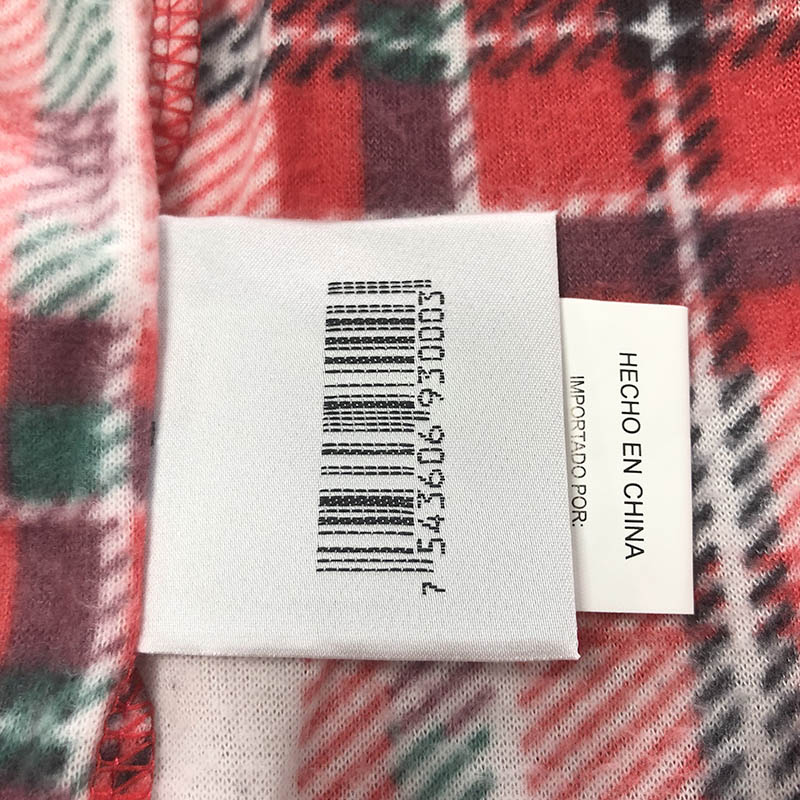 7 543606 930003
HECHO EN CHINA
IMPORTADO POR: